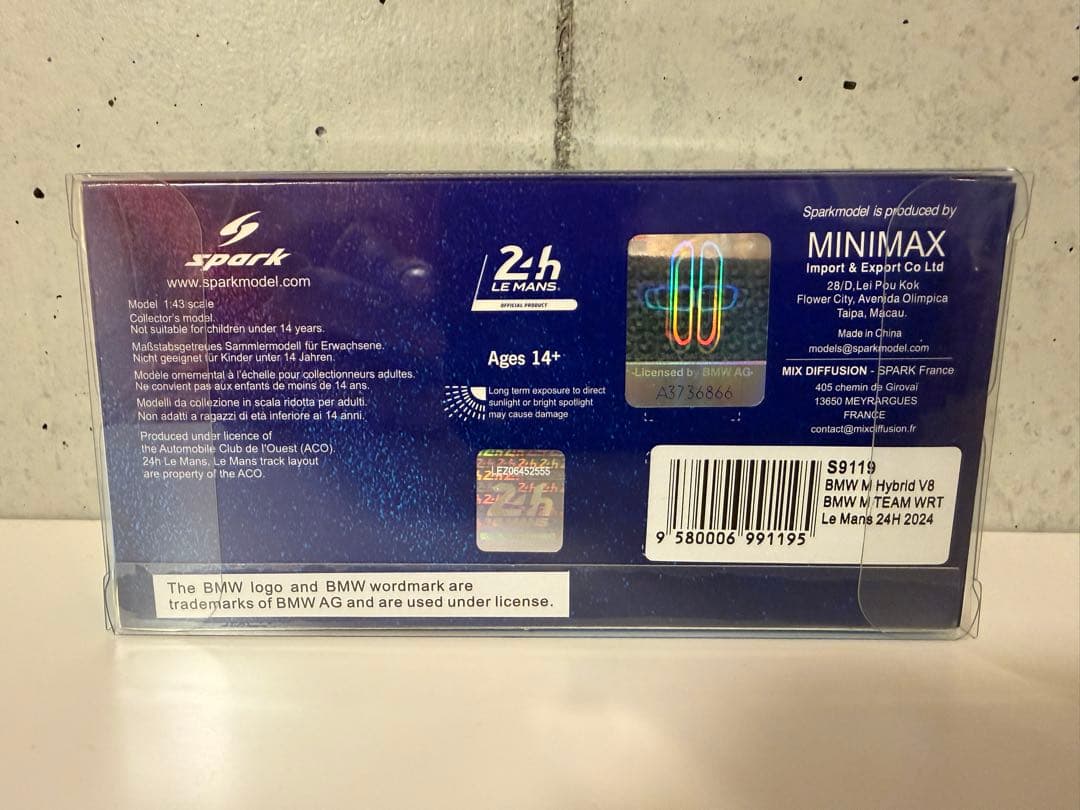 spark
www.sparkmodel.com
Model 1:43 scale
Collector's model.
Not suitable for children under 14 years.
Maßstabsgetreues Sammlermodell für Erwachsene.
Nicht geeignet für Kinder unter 14 Jahren.
Modèle ornemental à l'échelle pour collectionneurs adultes.
Ne convient pas aux enfants de moins de 14 ans.
Modelli da collezione in scala ridotta per adulti.
Non adatti a ragazzi di età inferiore ai 14 anni.
Produced under licence of
the Automobile Club de l'Ouest (ACO).
24h Le Mans, Le Mans track layout
are property of the ACO.
24h
LE MANS.
OFFICIAL PRODUCT
Ages 14+
Long term exposure to direct
sunlight or bright spotlight
may cause damage
LEZ06452555
24h
LE MANS
-Licensed by BMW AG-
A3736866
Sparkmodel is produced by
MINIMAX
Import & Export Co Ltd
28/D, Lei Pou Kok
Flower City, Avenida Olimpica
Taipa, Macau.
Made in China
models@sparkmodel.com
MIX DIFFUSION - SPARK France
405 chemin de Girovai
13650 MEYRARGUES
FRANCE
contact@mixdiffusion.fr
S9119
BMW M Hybrid V8
BMW M TEAM WRT
Le Mans 24H 2024
9 580006 991195
The BMW logo and BMW wordmark are
trademarks of BMW AG and are used under license.